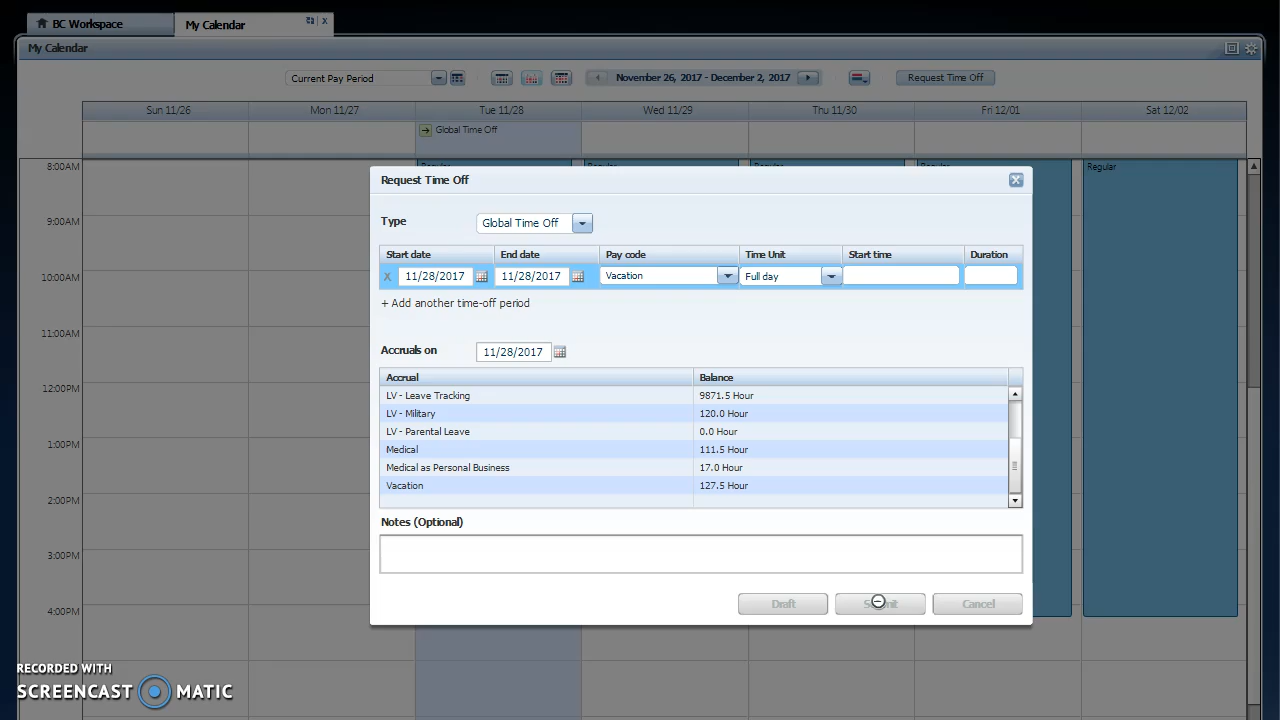 BC Workspace
My Calendar
X
My Calendar
Current Pay Period
November 26, 2017 - December 2, 2017
Request Time Off
Sun 11/26 Mon 11/27 Tue 11/28 Wed 11/29 Thu 11/30 Fri 12/01 Sat 12/02
Global Time Off
8:00AM
Regular
9:00AM
10:00AM
11:00AM
12:00PM
1:00PM
2:00PM
3:00PM
4:00PM
Request Time Off
Type Global Time Off
Start date End date Pay code Time Unit Start time Duration
X 11/28/2017 11/28/2017 Vacation Full day
+ Add another time-off period
Accruals on 11/28/2017
Accrual Balance
LV - Leave Tracking 9871.5 Hour
LV - Military 120.0 Hour
LV - Parental Leave 0.0 Hour
Medical 111.5 Hour
Medical as Personal Business 17.0 Hour
Vacation 127.5 Hour
Notes (Optional)
Draft Submit Cancel
RECORDED WITH
SCREENCAST MATIC